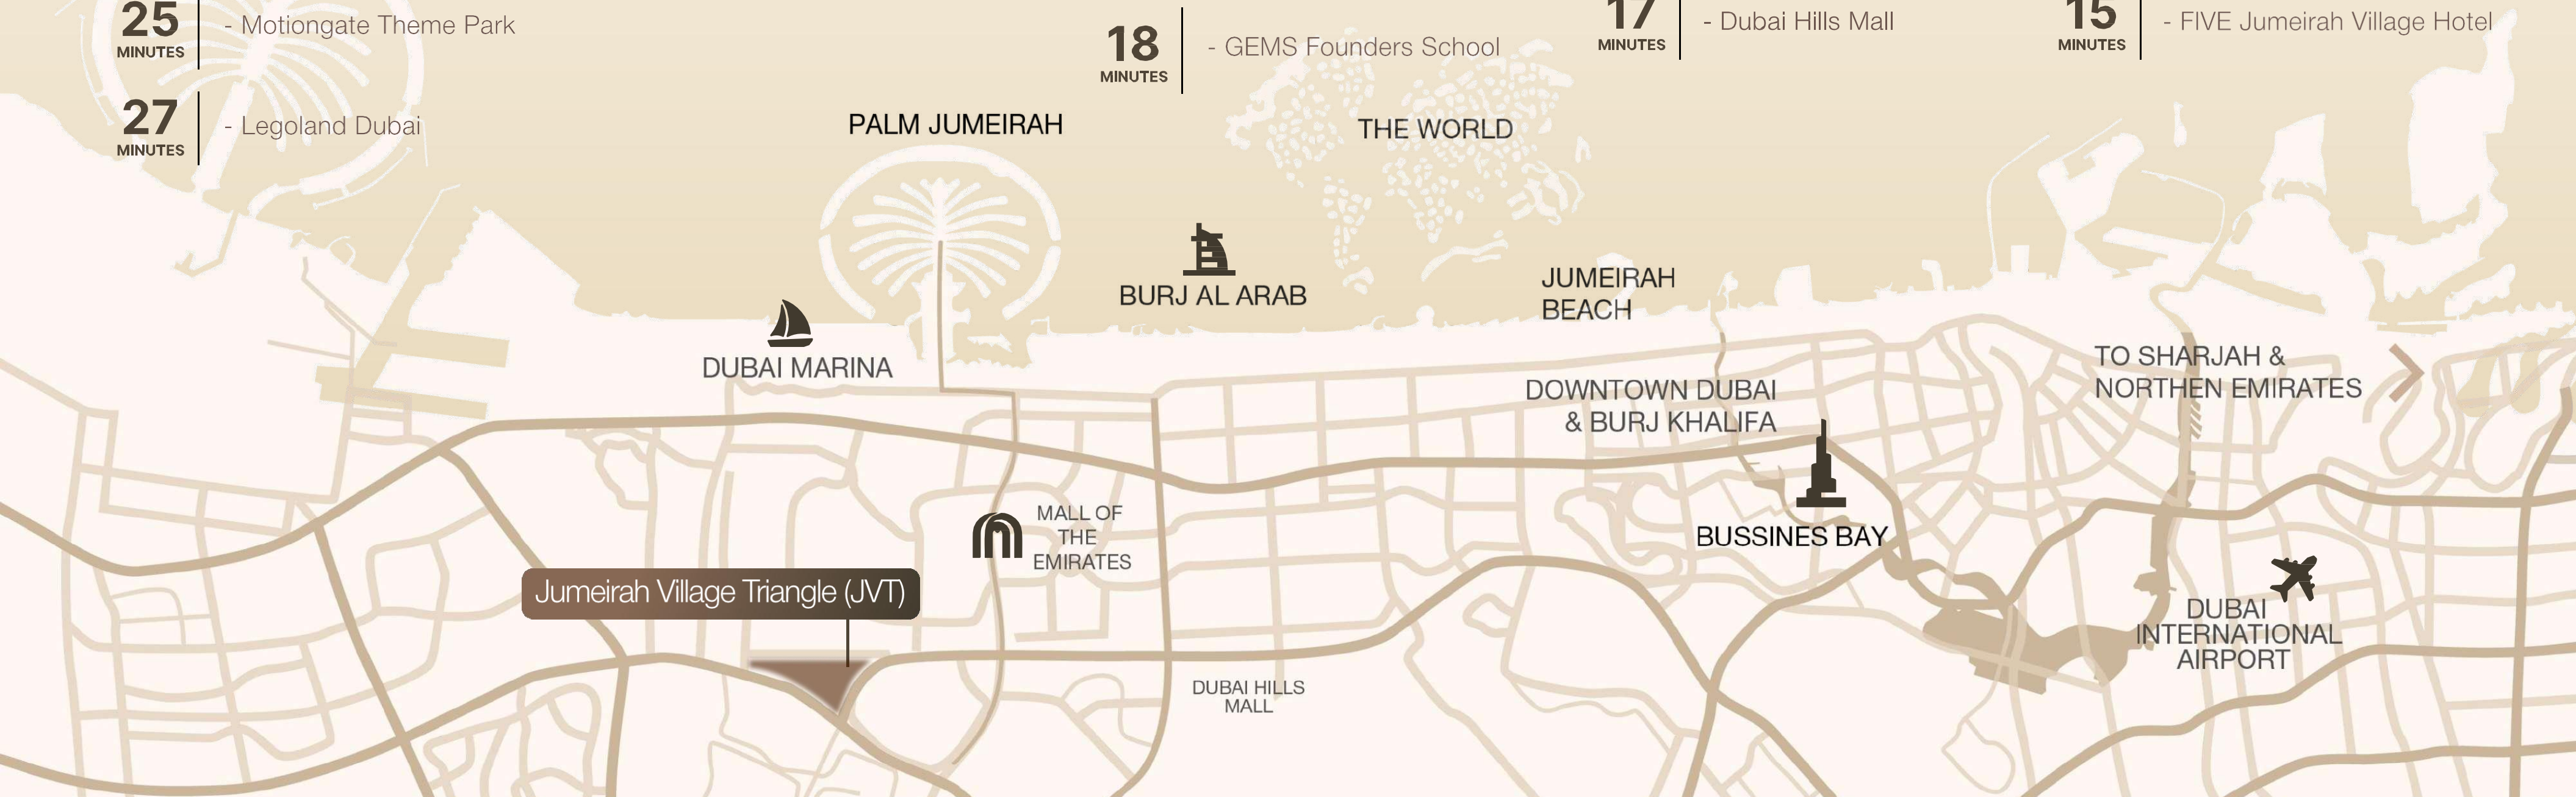 25
MINUTES
- Motiongate Theme Park
27
MINUTES
- Legoland Dubai
18
MINUTES
- GEMS Founders School
17
MINUTES
- Dubai Hills Mall
15
MINUTES
- FIVE Jumeirah Village Hotel
PALM JUMEIRAH
THE WORLD
BURJ AL ARAB
JUMEIRAH
BEACH
DUBAI MARINA
DOWNTOWN DUBAI
& BURJ KHALIFA
TO SHARJAH &
NORTHEN EMIRATES
MALL OF
THE
EMIRATES
BUSSINES BAY
Jumeirah Village Triangle (JVT)
DUBAI
INTERNATIONAL
AIRPORT
DUBAI HILLS
MALL